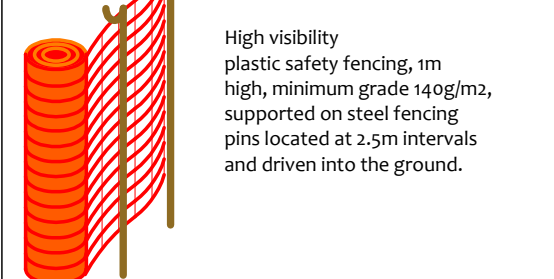 High visibility
plastic safety fencing, 1m
high, minimum grade 140g/m2,
supported on steel fencing
pins located at 2.5m intervals
and driven into the ground.